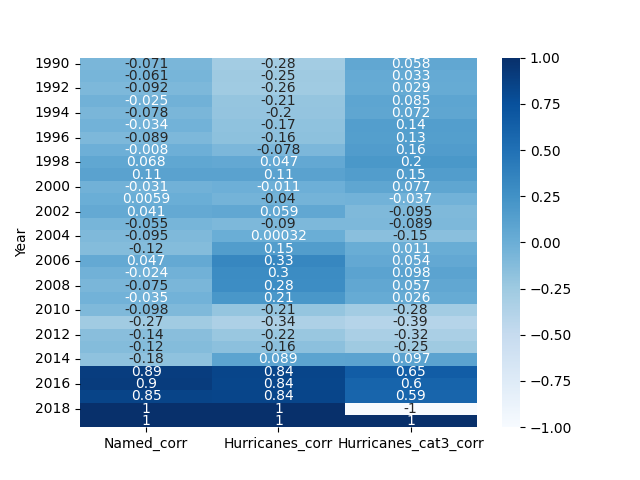 1990 -0.071 -0.28 0.058
-0.061 -0.25 0.033
1992 -0.092 -0.26 0.029
-0.025 -0.21 0.085
1994 -0.078 -0.2 0.072
-0.034 -0.17 0.14
1996 -0.089 -0.16 0.13
-0.008 -0.078 0.16
1998 0.068 0.047 0.2
0.11 0.11 0.15
2000 -0.031 -0.011 0.077
0.0059 -0.04 -0.037
2002 0.041 0.059 -0.095
-0.055 -0.09 -0.089
2004 -0.095 0.00032 -0.15
-0.12 0.15 0.011
2006 0.047 0.33 0.054
-0.024 0.3 0.098
2008 -0.075 0.28 0.057
-0.035 0.21 0.026
2010 -0.098 -0.21 -0.28
-0.27 -0.34 -0.39
2012 -0.14 -0.22 -0.32
-0.12 -0.16 -0.25
2014 -0.18 0.089 0.097
0.89 0.84 0.65
2016 0.9 0.84 0.6
0.85 0.84 0.59
2018 1 1 -1
1 1 1
Year
Named_corr Hurricanes_corr Hurricanes_cat3_corr
1.00
0.75
0.50
0.25
0.00
−0.25
−0.50
−0.75
−1.00